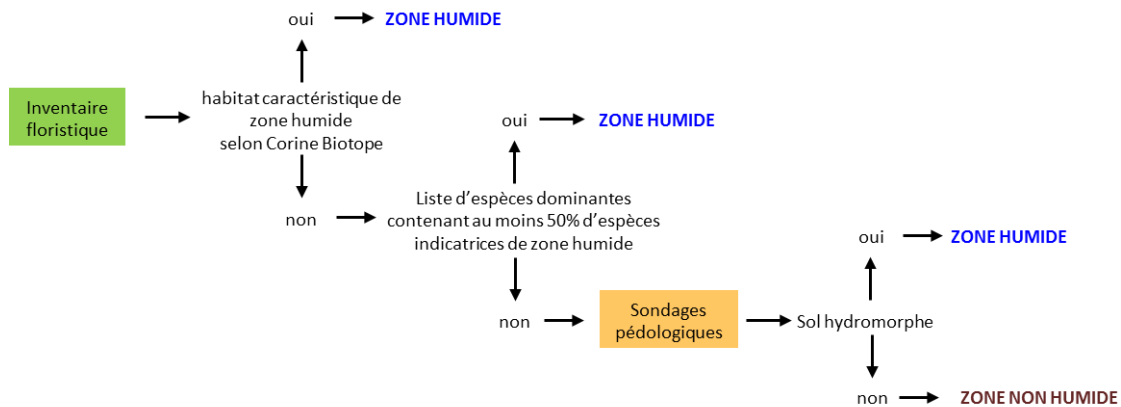 oui
ZONE HUMIDE
Inventaire
floristique
habitat caractéristique de
zone humide
selon Corine Biotope
oui
ZONE HUMIDE
non
Liste d’espèces dominantes
contenant au moins 50% d’espèces
indicatrices de zone humide
oui
ZONE HUMIDE
non
Sondages
pédologiques
Sol hydromorphe
non
ZONE NON HUMIDE